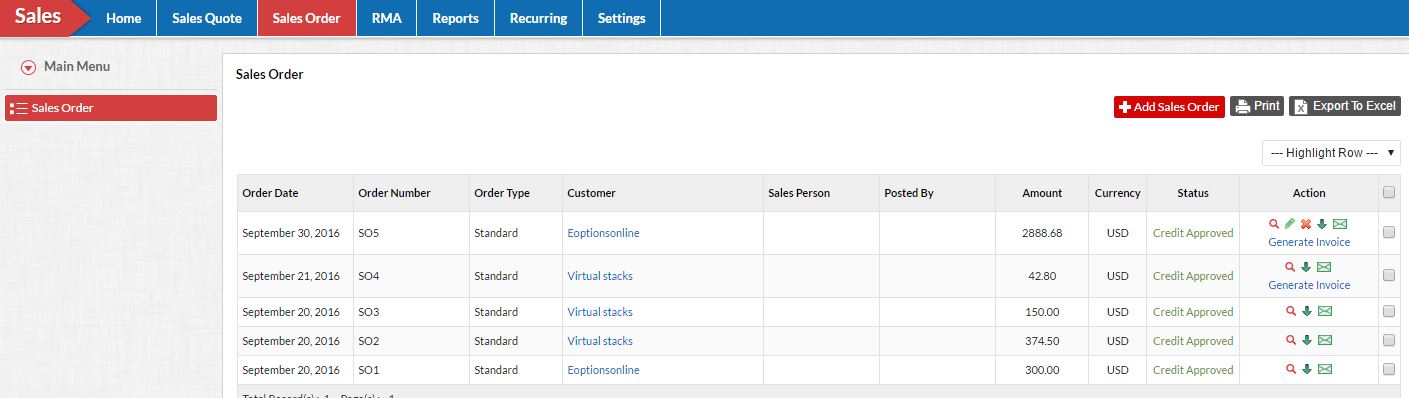 Sales Home Sales Quote Sales Order RMA Reports Recurring Settings
Main Menu
Sales Order
Sales Order
Add Sales Order Print Export To Excel
--- Highlight Row ---
Order Date Order Number Order Type Customer Sales Person Posted By Amount Currency Status Action
September 30, 2016 SO5 Standard Eoptionsonline 2888.68 USD Credit Approved
Generate Invoice
September 21, 2016 SO4 Standard Virtual stacks 42.80 USD Credit Approved
Generate Invoice
September 20, 2016 SO3 Standard Virtual stacks 150.00 USD Credit Approved
September 20, 2016 SO2 Standard Virtual stacks 374.50 USD Credit Approved
September 20, 2016 SO1 Standard Eoptionsonline 300.00 USD Credit Approved